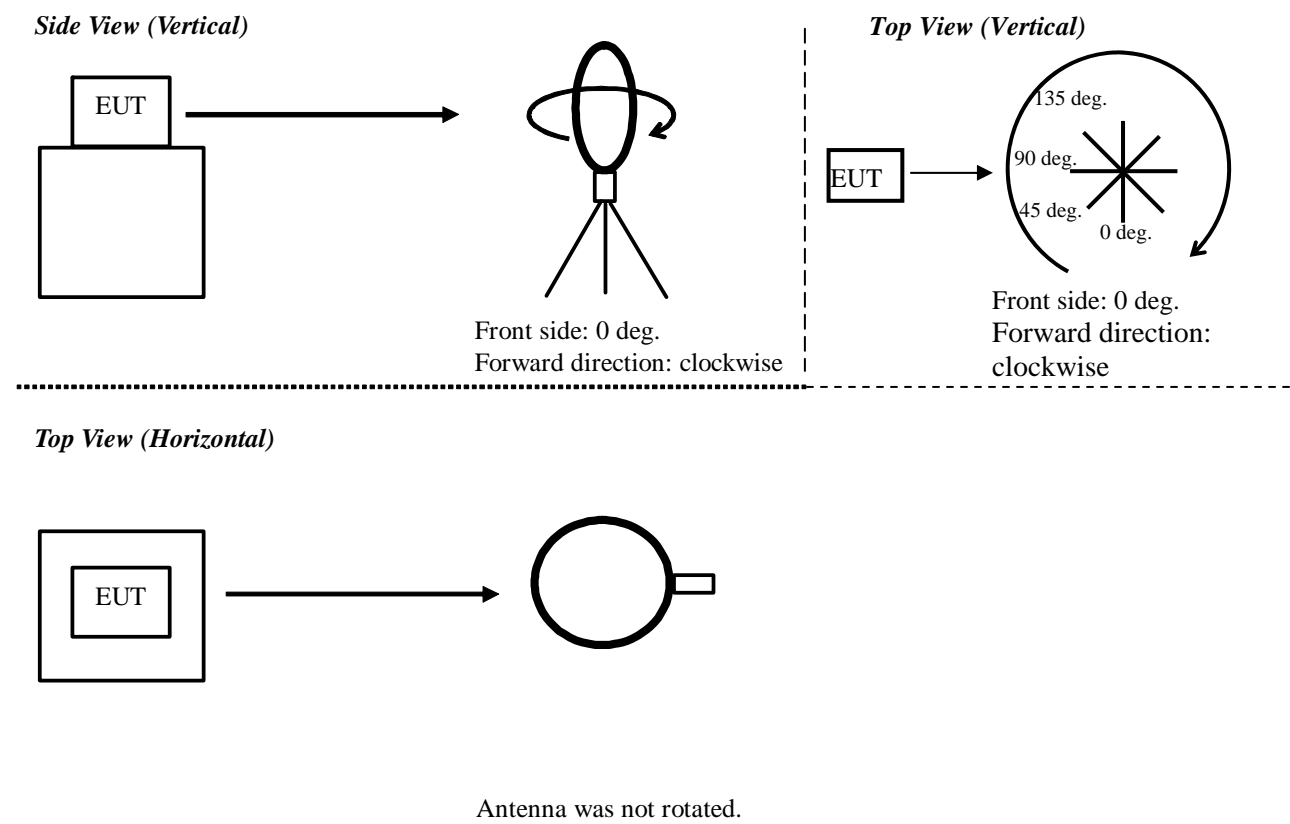 Side View (Vertical)
EUT
Front side: 0 deg.
Forward direction: clockwise
Top View (Vertical)
135 deg.
90 deg.
EUT
45 deg.
0 deg.
Front side: 0 deg.
Forward direction:
clockwise
Top View (Horizontal)
EUT
Antenna was not rotated.